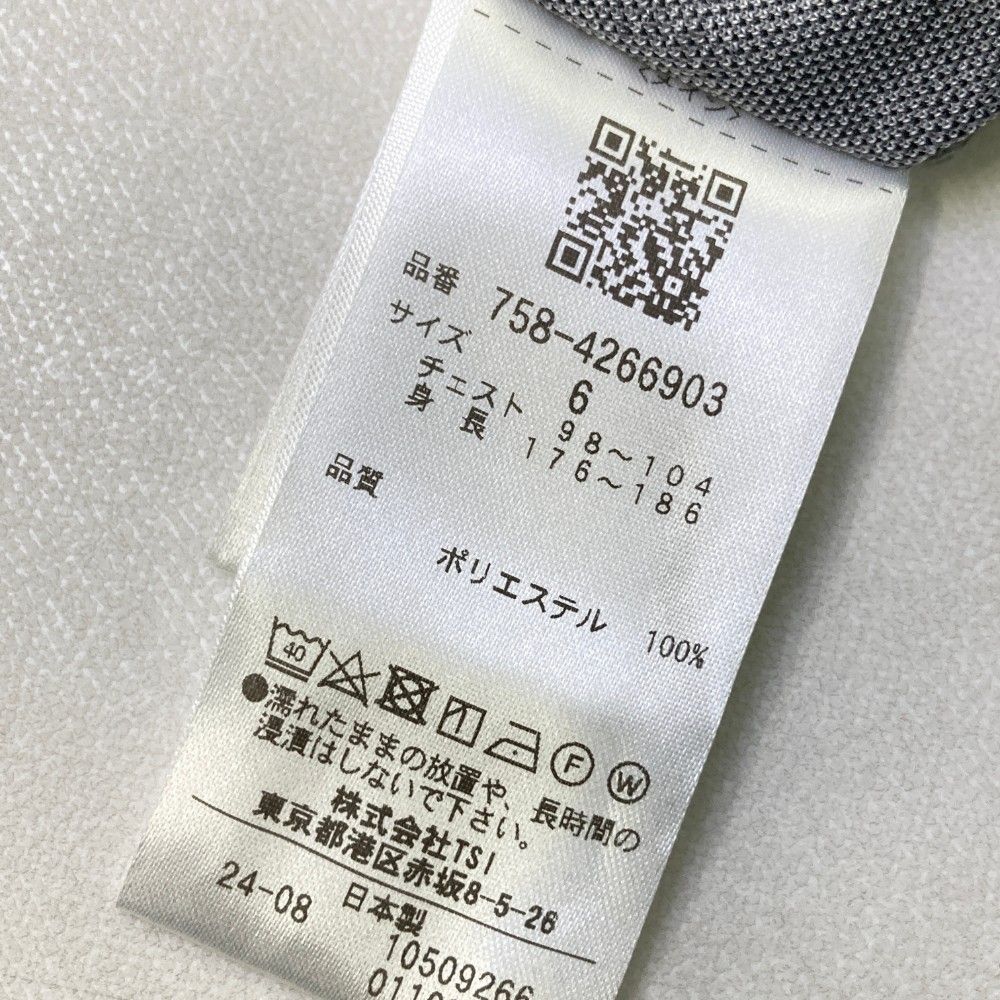 品番 758-4266903
サイズ 6
チェスト 98～104
身長 176～186
品質
ポリエステル 100%
40
F W
●濡れたままの放置や、長時間の
浸漬はしないで下さい。
株式会社TSI
東京都港区赤坂8-5-26
24-08 日本製
10509266